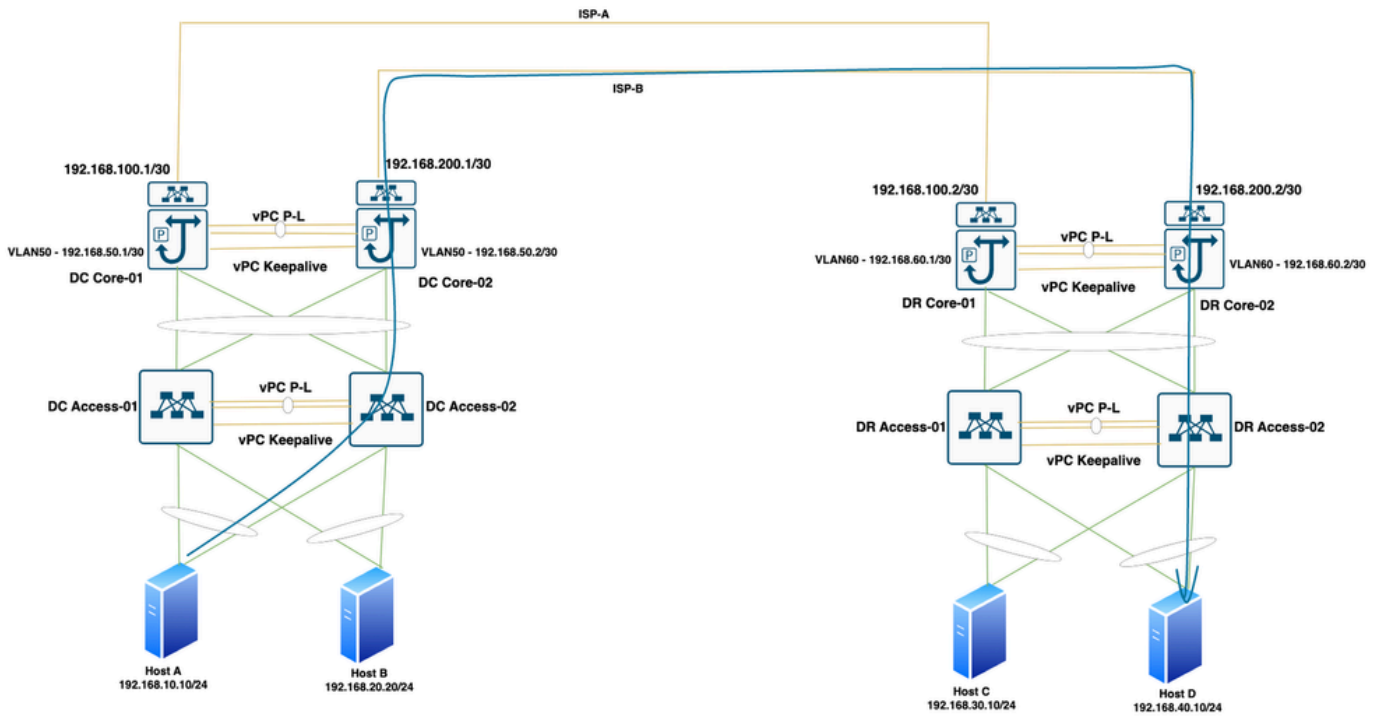 ISP-A
ISP-B
192.168.100.1/30
192.168.200.1/30
192.168.100.2/30
192.168.200.2/30
vPC P-L
P
P
VLAN50 - 192.168.50.1/30
VLAN50 - 192.168.50.2/30
vPC Keepalive
DC Core-01
DC Core-02
vPC P-L
P
P
VLAN60 - 192.168.60.1/30
VLAN60 - 192.168.60.2/30
vPC Keepalive
DR Core-01
DR Core-02
vPC P-L
DC Access-01
DC Access-02
vPC Keepalive
vPC P-L
DR Access-01
DR Access-02
vPC Keepalive
Host A
192.168.10.10/24
Host B
192.168.20.20/24
Host C
192.168.30.10/24
Host D
192.168.40.10/24